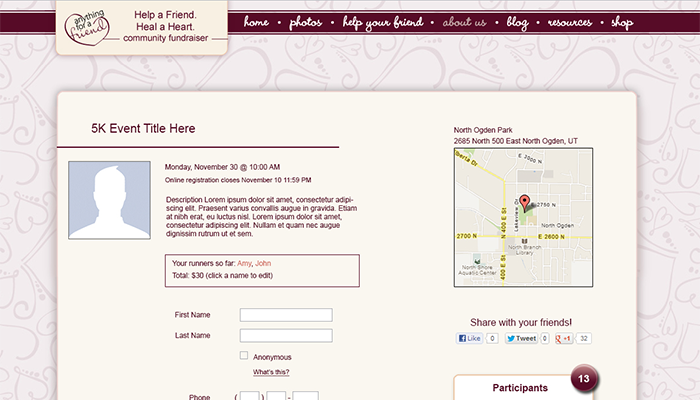 anything
for a
friend
Help a Friend.
Heal a Heart.
community fundraiser
home • photos • help your friend • about us • blog • resources • shop
5K Event Title Here
Monday, November 30 @ 10:00 AM
Online registration closes November 10 11:59 PM
Description Lorem ipsum dolor sit amet, consectetur adipi-
scing elit. Praesent varius convallis augue in gravida. Etiam
at nibh erat, eu luctus nisl. Lorem ipsum dolor sit amet,
consectetur adipiscing elit. Nullam et quam nec augue
dignissim rutrum ut et sem.
Your runners so far: Amy, John
Total: $30 (click a name to edit)
First Name
Last Name
Anonymous
What's this?
Phone ( ) -
North Ogden Park
2685 North 500 East North Ogden, UT
E 3000 N
Lakeview Dr
E 2750 N
N 400 E St
North Ogden
2700 N
E 2600 N
North Branch
Library
North Shore
Aquatic Center
N 400 E St
Share with your friends!
Like 0 Tweet 0 +1 32
Participants 13